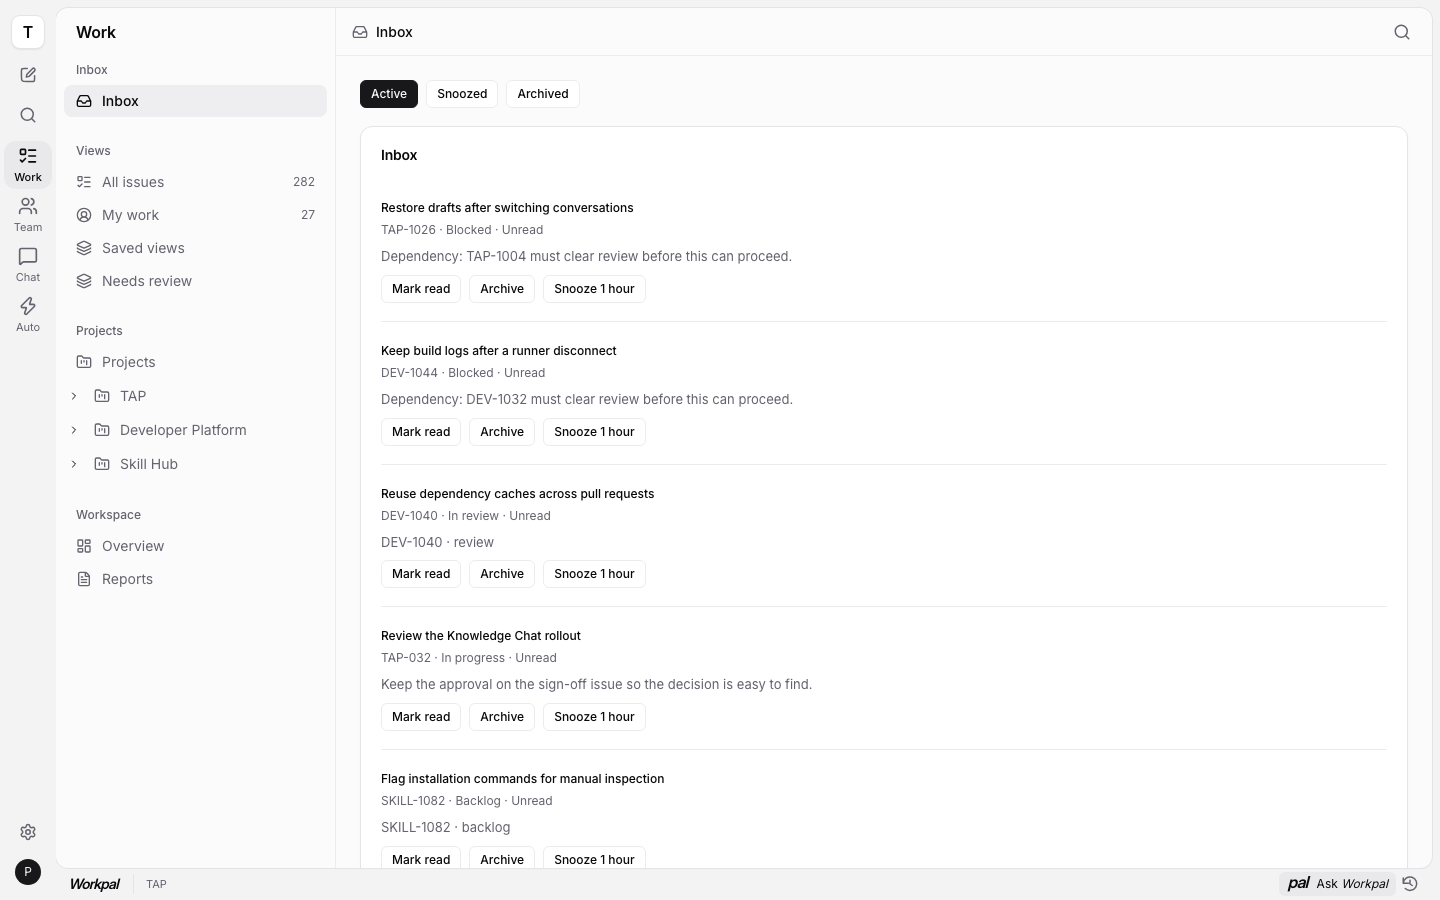 T
Work
Team
Chat
Auto
P
Work
Inbox
Inbox
Views
All issues 282
My work 27
Saved views
Needs review
Projects
Projects
TAP
Developer Platform
Skill Hub
Workspace
Overview
Reports
Inbox
Active Snoozed Archived
Inbox
Restore drafts after switching conversations
TAP-1026 · Blocked · Unread
Dependency: TAP-1004 must clear review before this can proceed.
Mark read Archive Snooze 1 hour
Keep build logs after a runner disconnect
DEV-1044 · Blocked · Unread
Dependency: DEV-1032 must clear review before this can proceed.
Mark read Archive Snooze 1 hour
Reuse dependency caches across pull requests
DEV-1040 · In review · Unread
DEV-1040 · review
Mark read Archive Snooze 1 hour
Review the Knowledge Chat rollout
TAP-032 · In progress · Unread
Keep the approval on the sign-off issue so the decision is easy to find.
Mark read Archive Snooze 1 hour
Flag installation commands for manual inspection
SKILL-1082 · Backlog · Unread
SKILL-1082 · backlog
Mark read Archive Snooze 1 hour
Workpal TAP
pal Ask Workpal